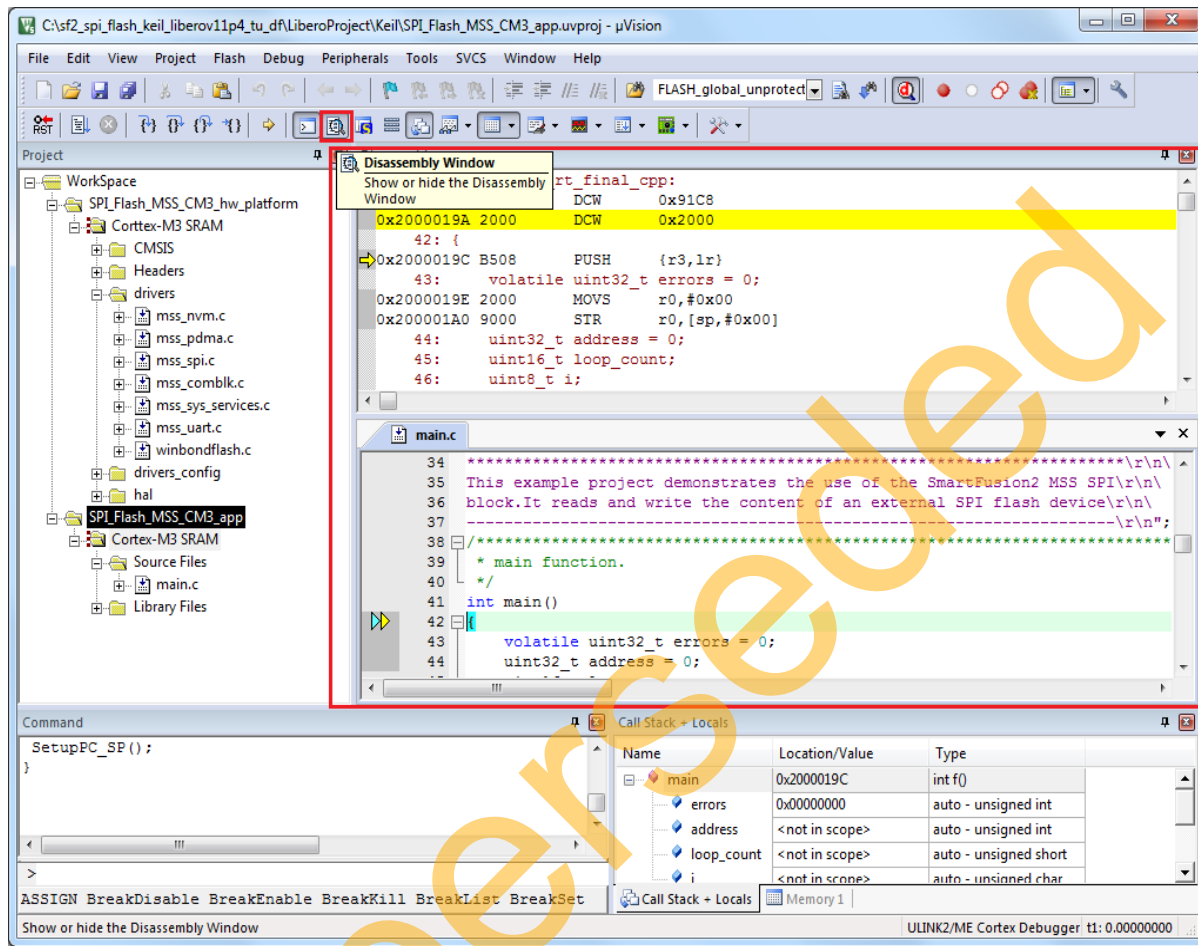 C:\sf2_spi_flash_keil_liberov11p4_tu_df\LiberoProject\Keil\SPI_Flash_MSS_CM3_app.uvproj - µVision
File Edit View Project Flash Debug Peripherals Tools SVCS Window Help
FLASH_global_unprotect
RST
Project
WorkSpace
SPI_Flash_MSS_CM3_hw_platform
Corttex-M3 SRAM
CMSIS
Headers
drivers
mss_nvm.c
mss_pdma.c
mss_spi.c
mss_comblk.c
mss_sys_services.c
mss_uart.c
winbondflash.c
drivers_config
hal
SPI_Flash_MSS_CM3_app
Cortex-M3 SRAM
Source Files
main.c
Library Files
Disassembly Window
Show or hide the Disassembly
Window
rt_final_cpp:
DCW 0x91C8
0x2000019A 2000 DCW 0x2000
42: {
0x2000019C B508 PUSH {r3,lr}
43: volatile uint32_t errors = 0;
0x2000019E 2000 MOVS r0,#0x00
0x200001A0 9000 STR r0,[sp,#0x00]
44: uint32_t address = 0;
45: uint16_t loop_count;
46: uint8_t i;
main.c
34 *************************************************************************\r\n\
35 This example project demonstrates the use of the SmartFusion2 MSS SPI\r\n\
36 block.It reads and write the content of an external SPI flash device\r\n\
37 ------------------------------------------------------------------------\r\n";
38 /*****************************************************************************
39 * main function.
40 */
41 int main()
42 {
43 volatile uint32_t errors = 0;
44 uint32_t address = 0;
Command
SetupPC_SP();
}
>
ASSIGN BreakDisable BreakEnable BreakKill BreakList BreakSet
Call Stack + Locals
Name Location/Value Type
main 0x2000019C int f()
errors 0x00000000 auto - unsigned int
address <not in scope> auto - unsigned int
loop_count <not in scope> auto - unsigned short
i <not in scope> auto - unsigned char
Call Stack + Locals Memory 1
Show or hide the Disassembly Window
ULINK2/ME Cortex Debugger t1: 0.00000000
erseded